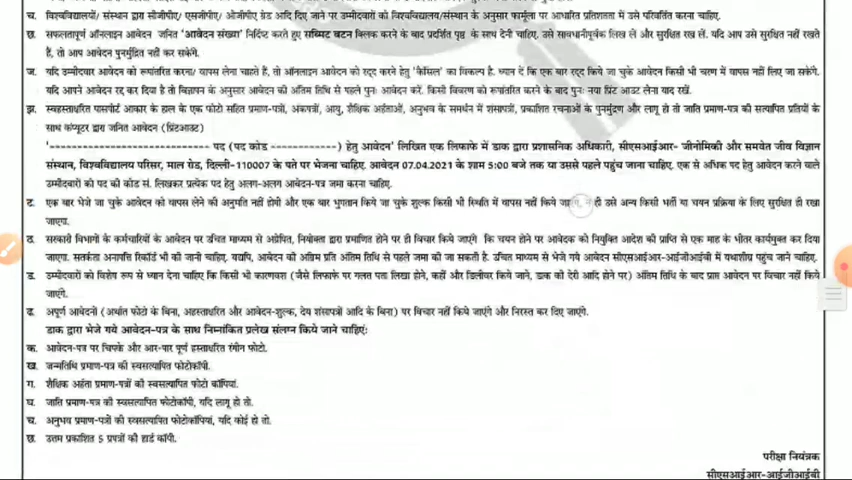 च. विश्वविद्यालयों/ संस्थान द्वारा सीजीपीए/ एसजीपीए/ ओजीपीए ग्रेड आदि दिए जाने पर उम्मीदवारों को विश्वविद्यालय/संस्थान के अनुसार फार्मूला पर आधारित प्रतिशतता में उसे परिवर्तित करना चाहिए.
छ. सफलतापूर्ण ऑनलाइन आवेदन जनित 'आवेदन संख्या' निर्दिष्ट करते हुए सब्मिट बटन क्लिक करने के बाद प्रदर्शित पृष्ठ के साथ देनी चाहिए. उसे सावधानीपूर्वक लिख लें और सुरक्षित रख लें. यदि आप उसे सुरक्षित नहीं रखते
हैं, तो आप आवेदन पुनर्मुद्रित नहीं कर सकेंगे.
ज. यदि उम्मीदवार आवेदन को रूपांतरित करना/ वापस लेना चाहते हैं, तो ऑनलाइन आवेदन को रद्द करने हेतु 'कैंसिल' का विकल्प है. ध्यान दें कि एक बार रद्द किये जा चुके आवेदन किसी भी चरण में वापस नहीं लिए जा सकेंगे.
यदि आपने आवेदन रद्द कर दिया है तो विज्ञापन के अनुसार आवेदन की अंतिम तिथि से पहले पुनः आवेदन करें. किसी विवरण को रूपांतरित करने के बाद पुनः नया प्रिंट आउट लेना याद रखें.
झ. स्वहस्ताक्षरित पासपोर्ट आकार के हाल के एक फोटो सहित प्रमाण-पत्रों, अंकपत्रों, आयु, शैक्षिक अर्हताओं, अनुभव के समर्थन में शंसापत्रों, प्रकाशित रचनाओं के पुनर्मुद्रण और लागू हो तो जाति प्रमाण-पत्र की सत्यापित प्रतियों के
साथ कंप्यूटर द्वारा जनित आवेदन (प्रिंटआउट)
'---------------------------- पद (पद कोड ------------) हेतु आवेदन' लिखित एक लिफाफे में डाक द्वारा प्रशासनिक अधिकारी, सीएसआईआर- जीनोमिकी और समवेत जीव विज्ञान
संस्थान, विश्वविद्यालय परिसर, माल रोड, दिल्ली-110007 के पते पर भेजना चाहिए. आवेदन 07.04.2021 के शाम 5:00 बजे तक या उससे पहले पहुंच जाना चाहिए. एक से अधिक पद हेतु आवेदन करने वाले
उम्मीदवारों को पद की कोड सं. लिखकर प्रत्येक पद हेतु अलग-अलग आवेदन-पत्र जमा करना चाहिए.
ट. एक बार भेजे जा चुके आवेदन को वापस लेने की अनुमति नहीं होगी और एक बार भुगतान किये जा चुके शुल्क किसी भी स्थिति में वापस नहीं किये जाएंगे, न ही उसे अन्य किसी भर्ती या चयन प्रक्रिया के लिए सुरक्षित ही रखा
जाएगा.
ठ. सरकारी विभागों के कर्मचारियों के आवेदन पर उचित माध्यम से अग्रेषित, नियोक्ता द्वारा प्रमाणित होने पर ही विचार किये जाएंगे कि चयन होने पर आवेदक को नियुक्ति आदेश की प्राप्ति से एक माह के भीतर कार्यमुक्त कर दिया
जाएगा. सतर्कता अनापत्ति रिकॉर्ड भी की जानी चाहिए. यद्यपि, आवेदन की अग्रिम प्रति अंतिम तिथि से पहले जमा की जा सकती है. उचित माध्यम से भेजे गये आवेदन सीएसआईआर-आईजीआईबी में यथाशीघ्र पहुंच जाने चाहिए.
ड. उम्मीदवारों को विशेष रूप से ध्यान देना चाहिए कि किसी भी कारणवश (जैसे लिफाफे पर गलत पता लिखा होने, कहीं और डिलीवर किये जाने, डाक की देरी आदि होने पर) अंतिम तिथि के बाद प्राप्त आवेदन पर विचार नहीं किये
जाएंगे.
ढ. अपूर्ण आवेदनों (अर्थात फोटो के बिना, अहस्ताक्षरित और आवेदन-शुल्क, देय शंसापत्रों आदि के बिना) पर विचार नहीं किये जाएंगे और निरस्त कर दिए जाएंगे.
डाक द्वारा भेजे गये आवेदन-पत्र के साथ निम्नांकित प्रलेख संलग्न किये जाने चाहिएं:
क. आवेदन-पत्र पर चिपके और आर-पार पूर्ण हस्ताक्षरित रंगीन फोटो.
ख. जन्मतिथि प्रमाण-पत्र की स्वसत्यापित फोटोकॉपी.
ग. शैक्षिक अर्हता प्रमाण-पत्रों की स्वसत्यापित फोटो कॉपियां.
घ. जाति प्रमाण-पत्र की स्वसत्यापित फोटोकॉपी, यदि लागू हो तो.
च. अनुभव प्रमाण-पत्रों की स्वसत्यापित फोटोकॉपियां, यदि कोई हो तो.
छ. उत्तम प्रकाशित 5 प्रपत्रों की हार्ड कॉपी.
परीक्षा नियंत्रक
सीएसआईआर-आईजीआईबी